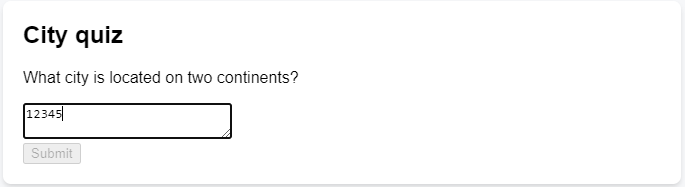 City quiz
What city is located on two continents?
12345
Submit